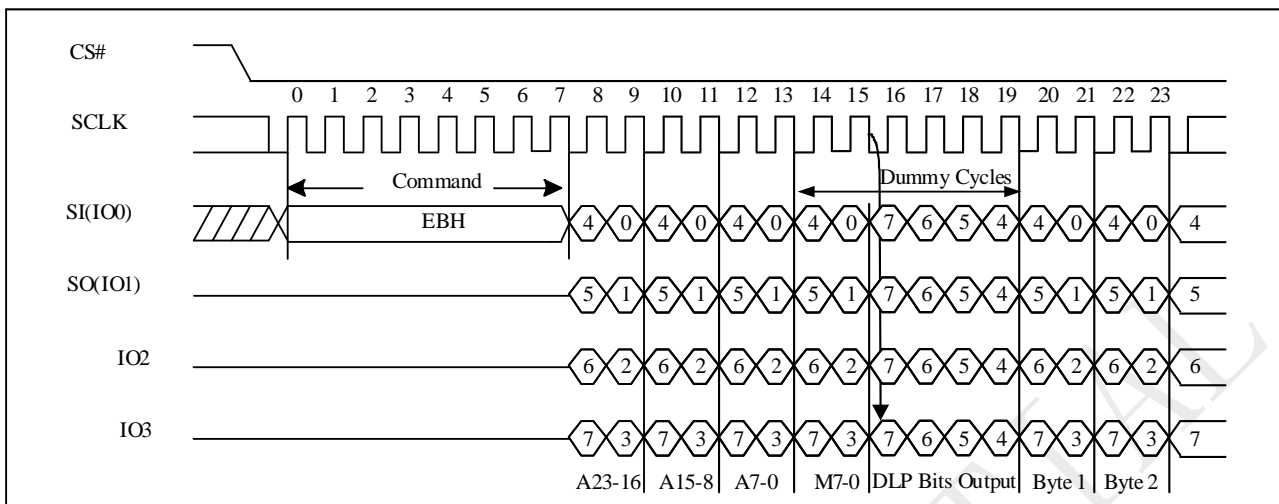 CS#
0 1 2 3 4 5 6 7 8 9 10 11 12 13 14 15 16 17 18 19 20 21 22 23
SCLK
Command
Dummy Cycles
SI(IO0)
EBH
4 0 4 0 4 0 4 0 7 6 5 4 4 0 4 0 4
SO(IO1)
5 1 5 1 5 1 5 1 7 6 5 4 5 1 5 1 5
IO2
6 2 6 2 6 2 6 2 7 6 5 4 6 2 6 2 6
IO3
7 3 7 3 7 3 7 3 7 6 5 4 7 3 7 3 7
A23-16 A15-8 A7-0 M7-0 DLP Bits Output Byte 1 Byte 2